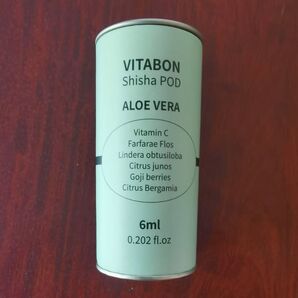 VITABON
Shisha POD
ALOE VERA
Vitamin C
Farfarae Flos
Lindera obtusiloba
Citrus junos
Goji berries
Citrus Bergamia
6ml
0.202 fl.oz